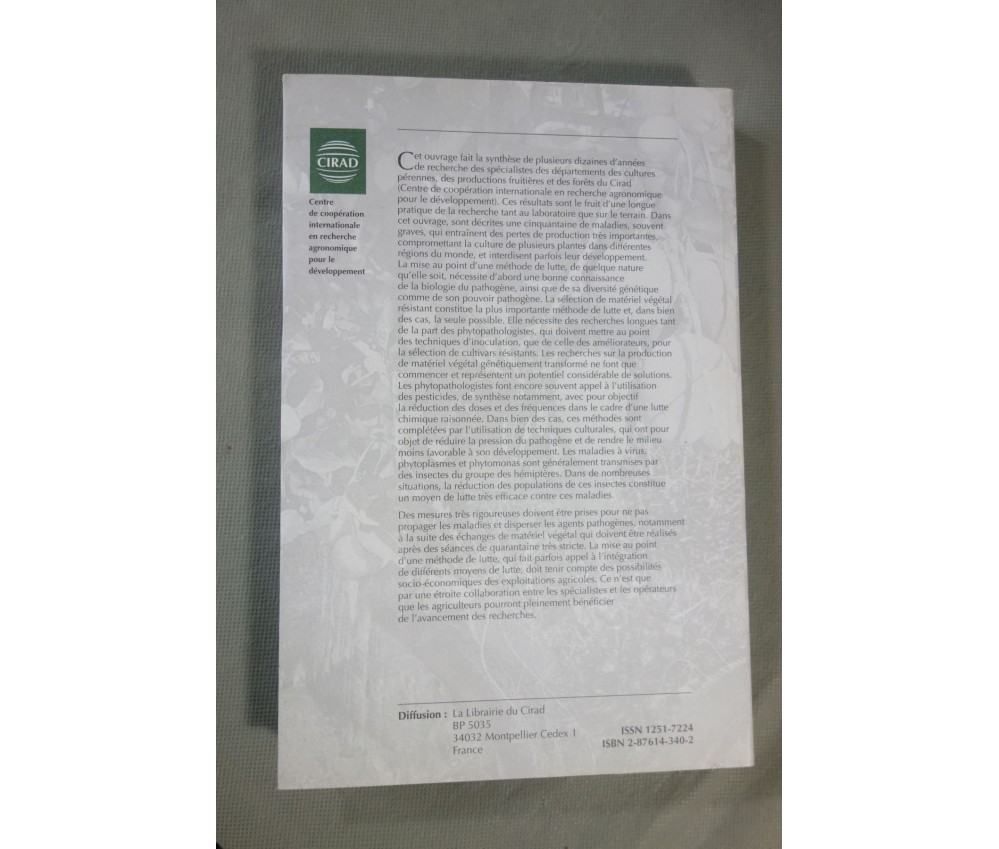 CIRAD
Centre
de coopération
internationale
en recherche
agronomique
pour le
développement
Cet ouvrage fait la synthèse de plusieurs dizaines d'années
de recherche des spécialistes des départements des cultures
pérennes, des productions fruitières et des forêts du Cirad
(Centre de coopération internationale en recherche agronomique
pour le développement). Ces résultats sont le fruit d'une longue
pratique de la recherche tant au laboratoire que sur le terrain. Dans
cet ouvrage, sont décrites une cinquantaine de maladies, souvent
graves, qui entraînent des pertes de production très importantes,
compromettant la culture de plusieurs plantes dans différentes
régions du monde, et interdisent parfois leur développement.
La mise au point d'une méthode de lutte, de quelque nature
qu'elle soit, nécessite d'abord une bonne connaissance
de la biologie du pathogène, ainsi que de sa diversité génétique
comme de son pouvoir pathogène. La sélection de matériel végétal
résistant constitue la plus importante méthode de lutte et, dans bien
des cas, la seule possible. Elle nécessite des recherches longues tant
de la part des phytopathologistes, qui doivent mettre au point
des techniques d'inoculation, que de celle des améliorateurs, pour
la sélection de cultivars résistants. Les recherches sur la production
de matériel végétal génétiquement transformé ne font que
commencer et représentent un potentiel considérable de solutions.
Les phytopathologistes font encore souvent appel à l'utilisation
des pesticides, de synthèse notamment, avec pour objectif
la réduction des doses et des fréquences dans le cadre d'une lutte
chimique raisonnée. Dans bien des cas, ces méthodes sont
complétées par l'utilisation de techniques culturales, qui ont pour
objet de réduire la pression du pathogène et de rendre le milieu
moins favorable à son développement. Les maladies à virus,
phytoplasmes et phytomonas sont généralement transmises par
des insectes du groupe des hémiptères. Dans de nombreuses
situations, la réduction des populations de ces insectes constitue
un moyen de lutte très efficace contre ces maladies.
Des mesures très rigoureuses doivent être prises pour ne pas
propager les maladies et disperser les agents pathogènes, notamment
à la suite des échanges de matériel végétal qui doivent être réalisés
après des séances de quarantaine très stricte. La mise au point
d'une méthode de lutte, qui fait parfois appel à l'intégration
de différents moyens de lutte, doit tenir compte des possibilités
socio-économiques des exploitations agricoles. Ce n'est que
par une étroite collaboration entre les spécialistes et les opérateurs
que les agriculteurs pourront pleinement bénéficier
de l'avancement des recherches.
Diffusion : La Librairie du Cirad
BP 5035
34032 Montpellier Cedex 1
France
ISSN 1251-7224
ISBN 2-87614-340-2